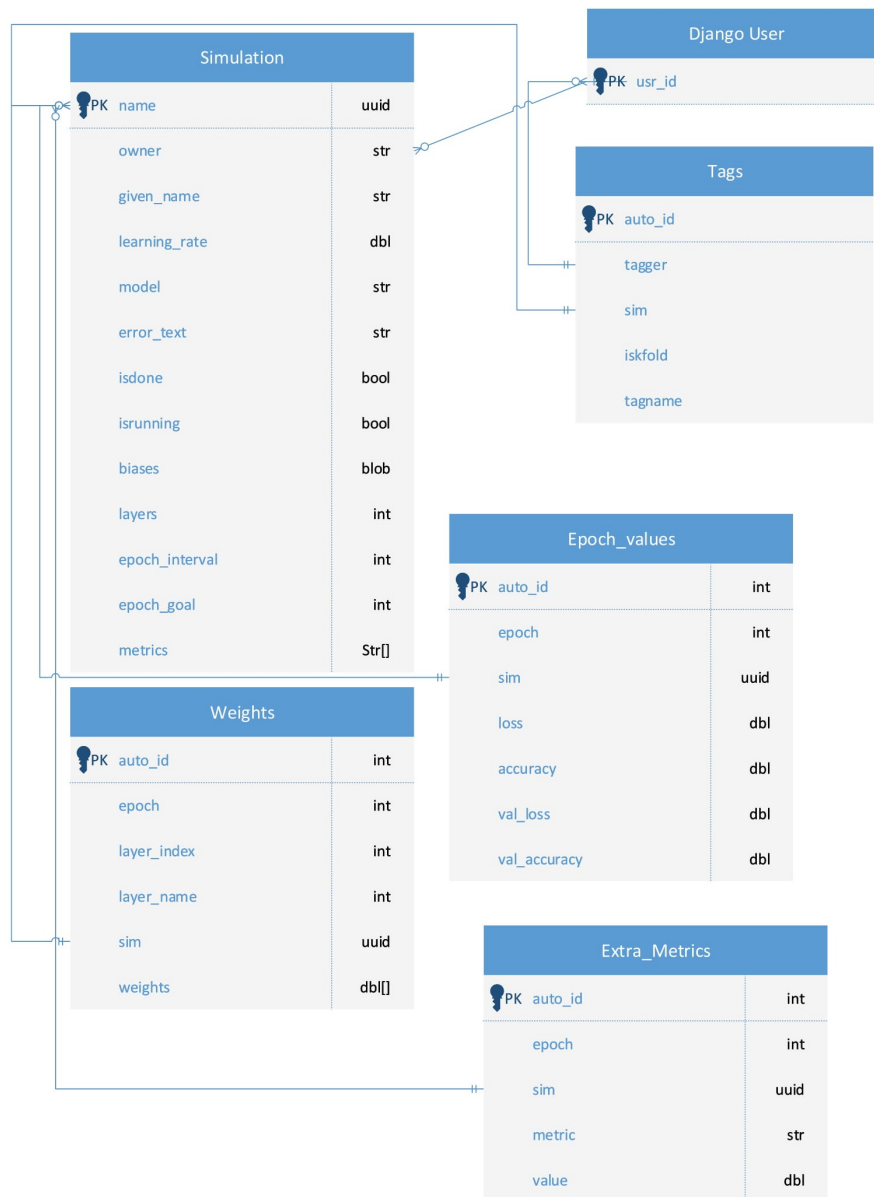 Simulation
PK name uuid
owner str
given_name str
learning_rate dbl
model str
error_text str
isdone bool
isrunning bool
biases blob
layers int
epoch_interval int
epoch_goal int
metrics Str[]
Django User
PK usr_id
Tags
PK auto_id
tagger
sim
iskfold
tagname
Epoch_values
PK auto_id int
epoch int
sim uuid
loss dbl
accuracy dbl
val_loss dbl
val_accuracy dbl
Weights
PK auto_id int
epoch int
layer_index int
layer_name int
sim uuid
weights dbl[]
Extra_Metrics
PK auto_id int
epoch int
sim uuid
metric str
value dbl